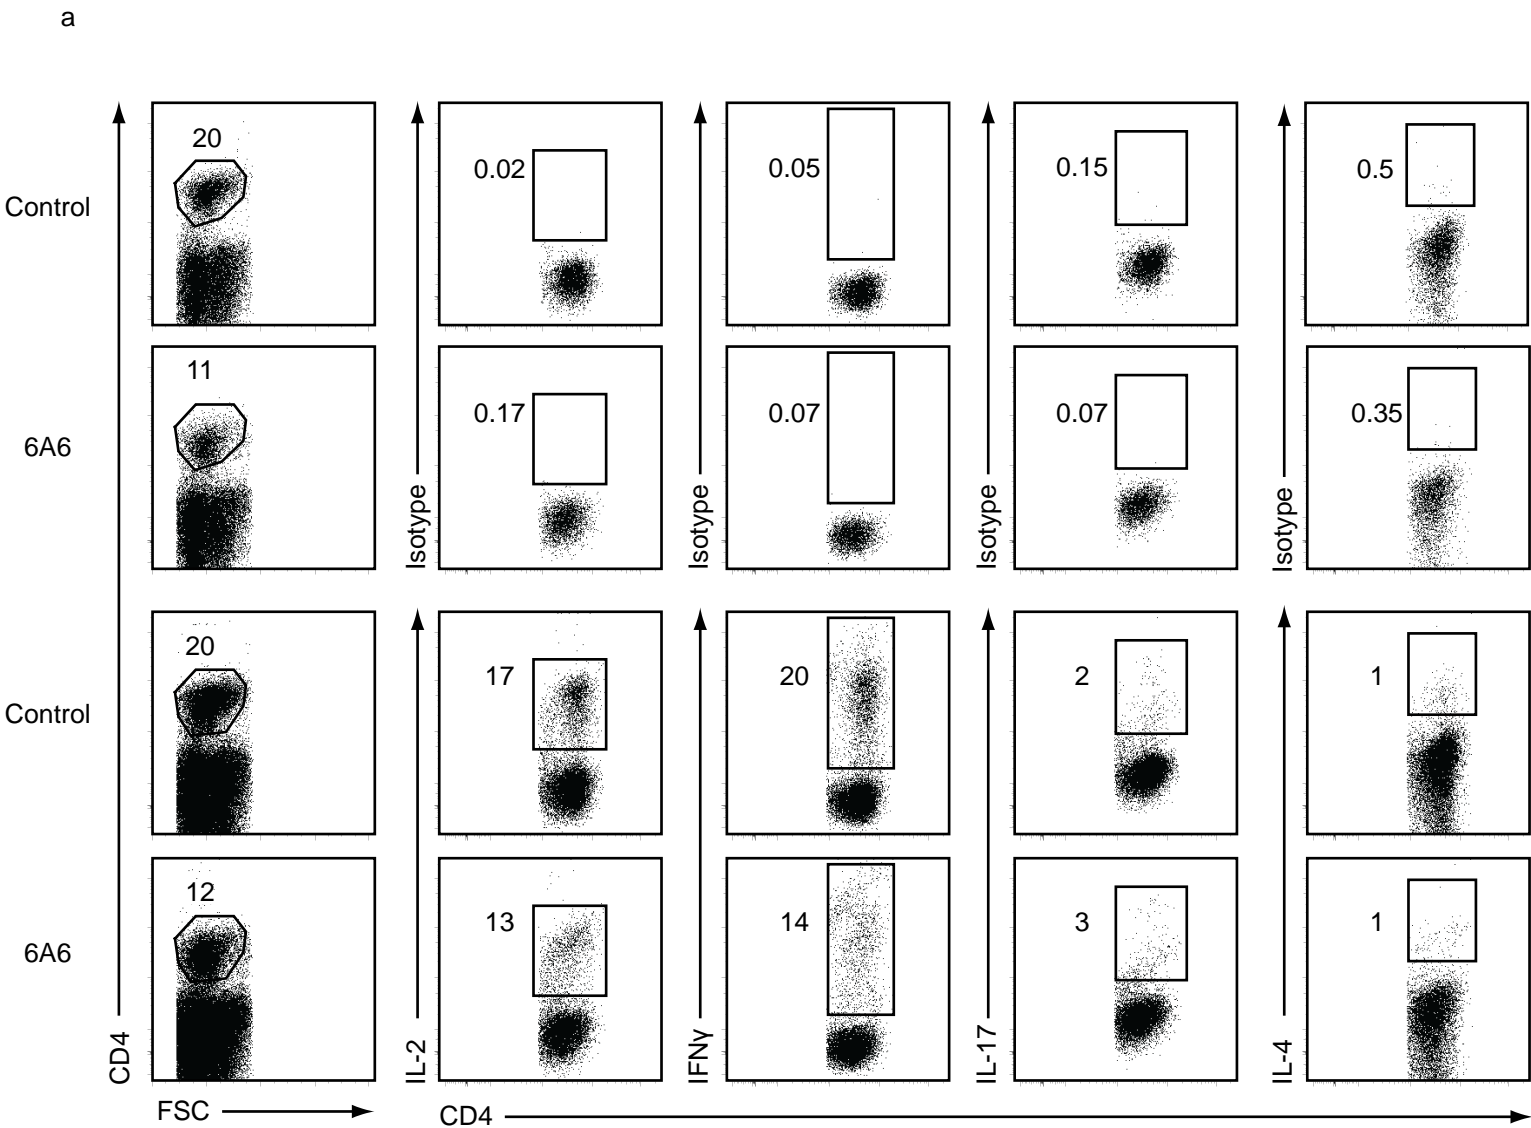 a
Control
20
0.02
0.05
0.15
0.5
6A6
11
0.17
0.07
0.07
0.35
Isotype
Isotype
Isotype
Isotype
Control
20
17
20
2
1
6A6
12
13
14
3
1
CD4
IL-2
IFNγ
IL-17
IL-4
FSC
CD4